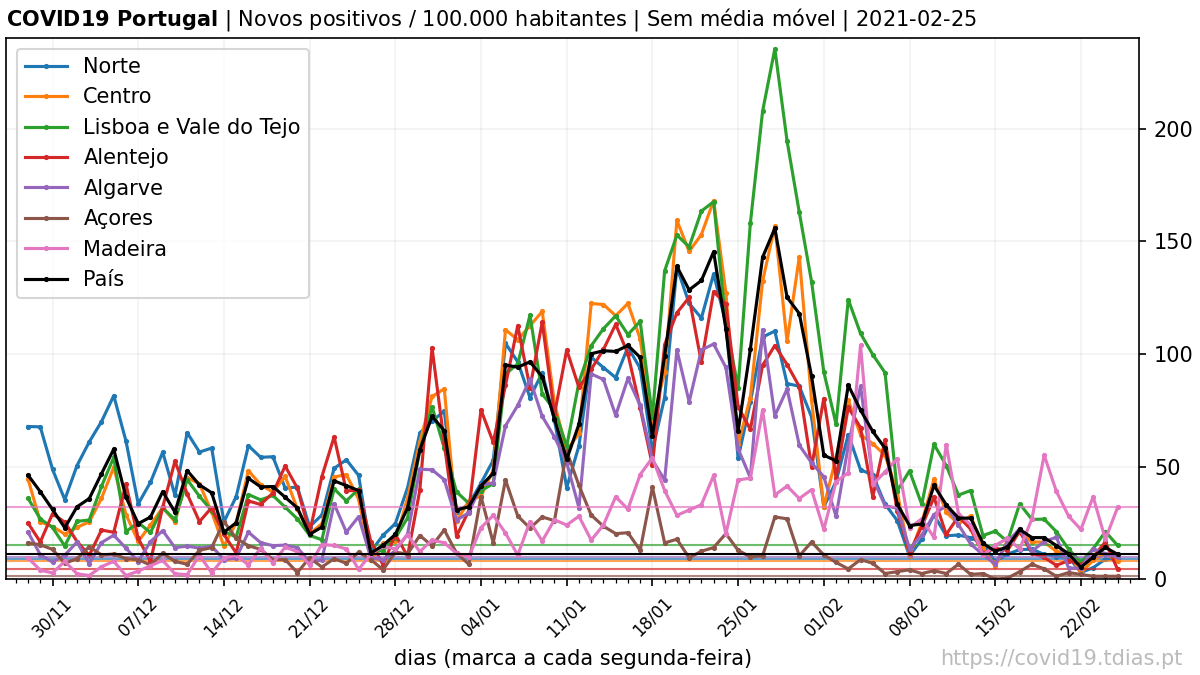 COVID19 Portugal | Novos positivos / 100.000 habitantes | Sem média móvel | 2021-02-25
Norte
Centro
Lisboa e Vale do Tejo
Alentejo
Algarve
Açores
Madeira
País
200
150
100
50
0
30/11 07/12 14/12 21/12 28/12 04/01 11/01 18/01 25/01 01/02 08/02 15/02 22/02
dias (marca a cada segunda-feira)
https://covid19.tdias.pt